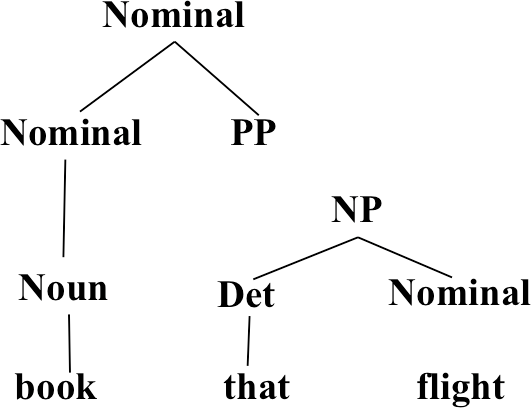 Nominal
Nominal PP
NP
Noun Det Nominal
book that flight